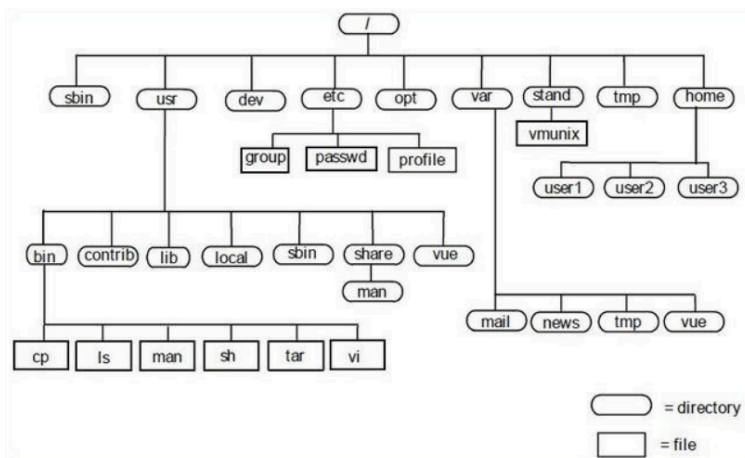 /
sbin usr dev etc opt var stand tmp home
group passwd profile vmunix
user1 user2 user3
bin contrib lib local sbin share vue
man
mail news tmp vue
cp ls man sh tar vi
= directory
= file